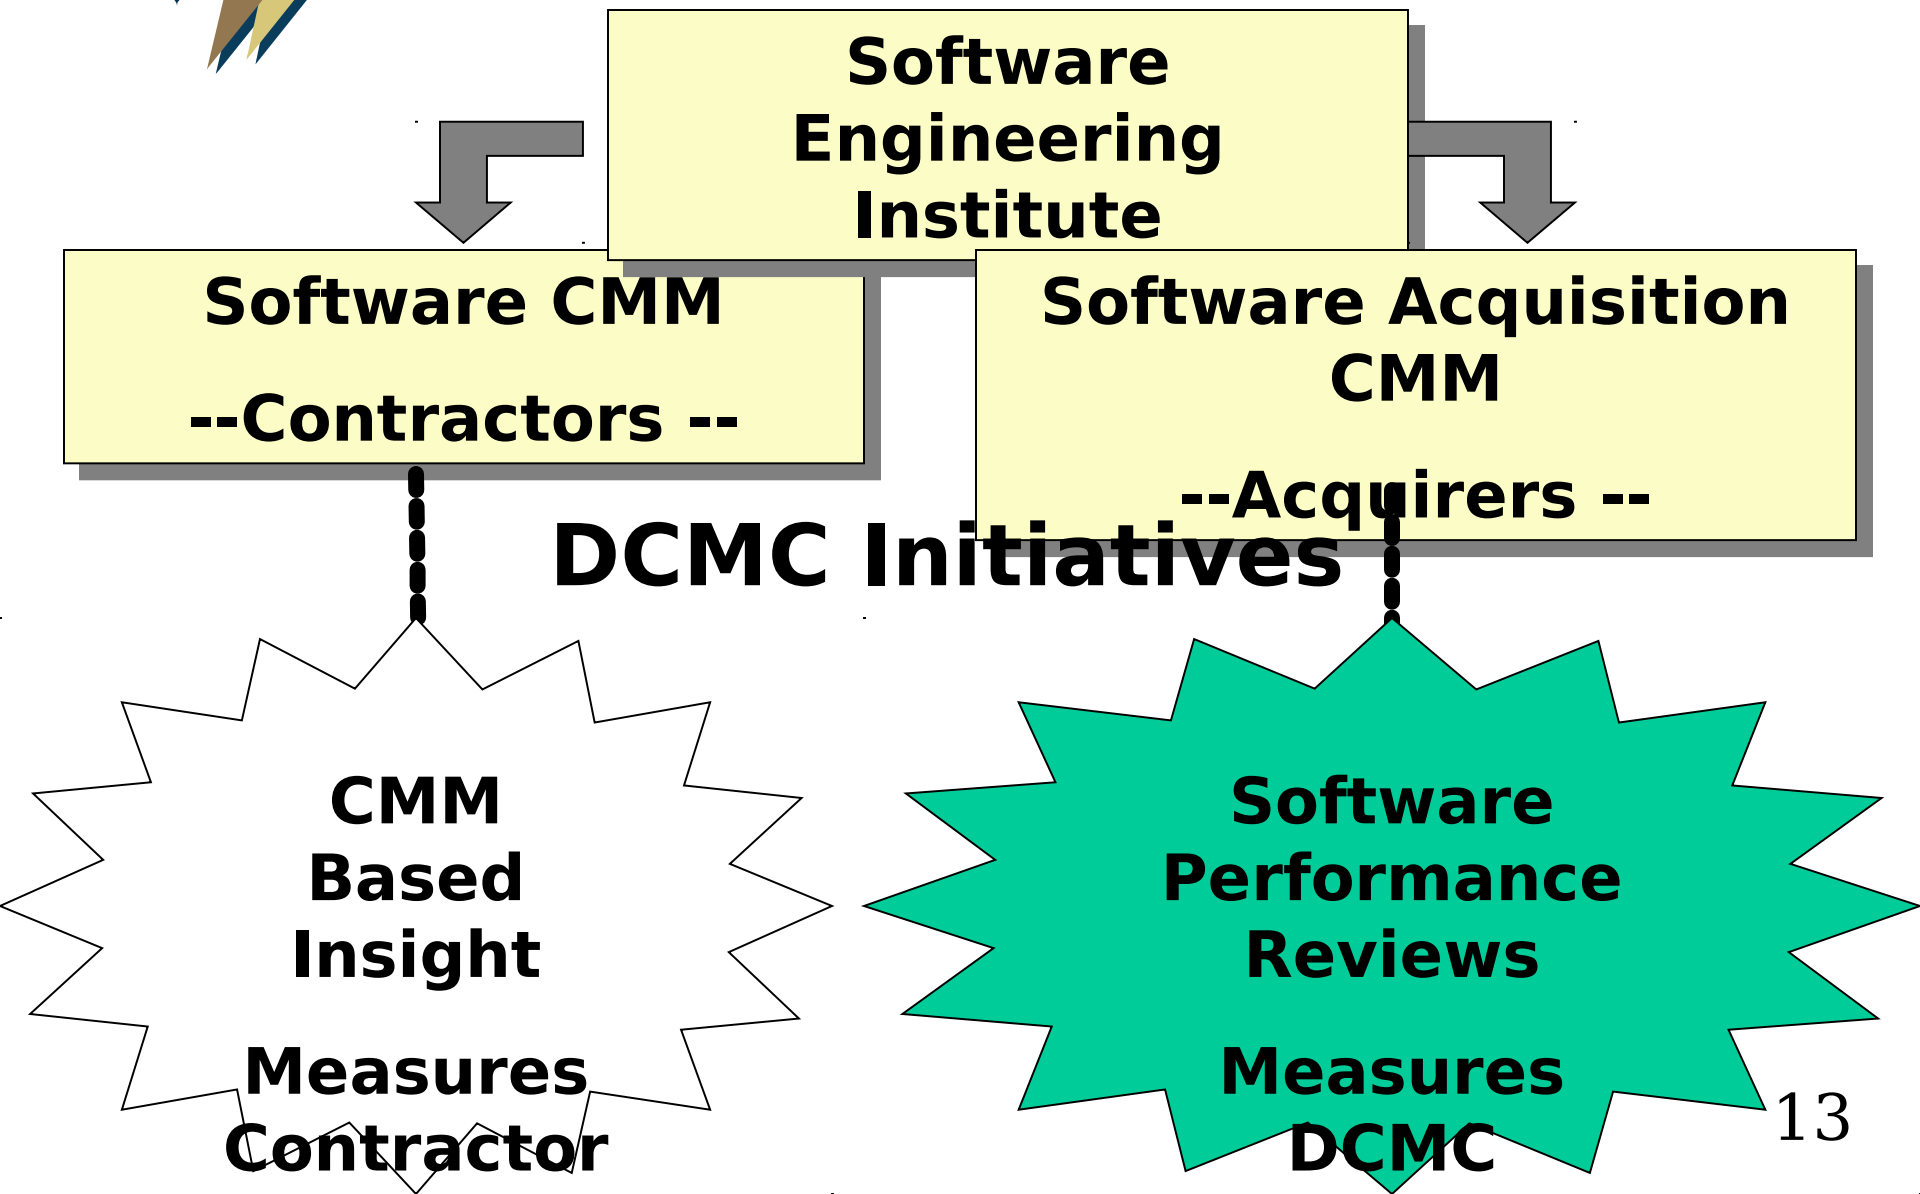 Software
Engineering
Institute
Software CMM
--Contractors --
Software Acquisition
CMM
--Acquirers --
DCMC Initiatives
CMM
Based
Insight
Measures
Contractor
Software
Performance
Reviews
Measures
DCMC
13